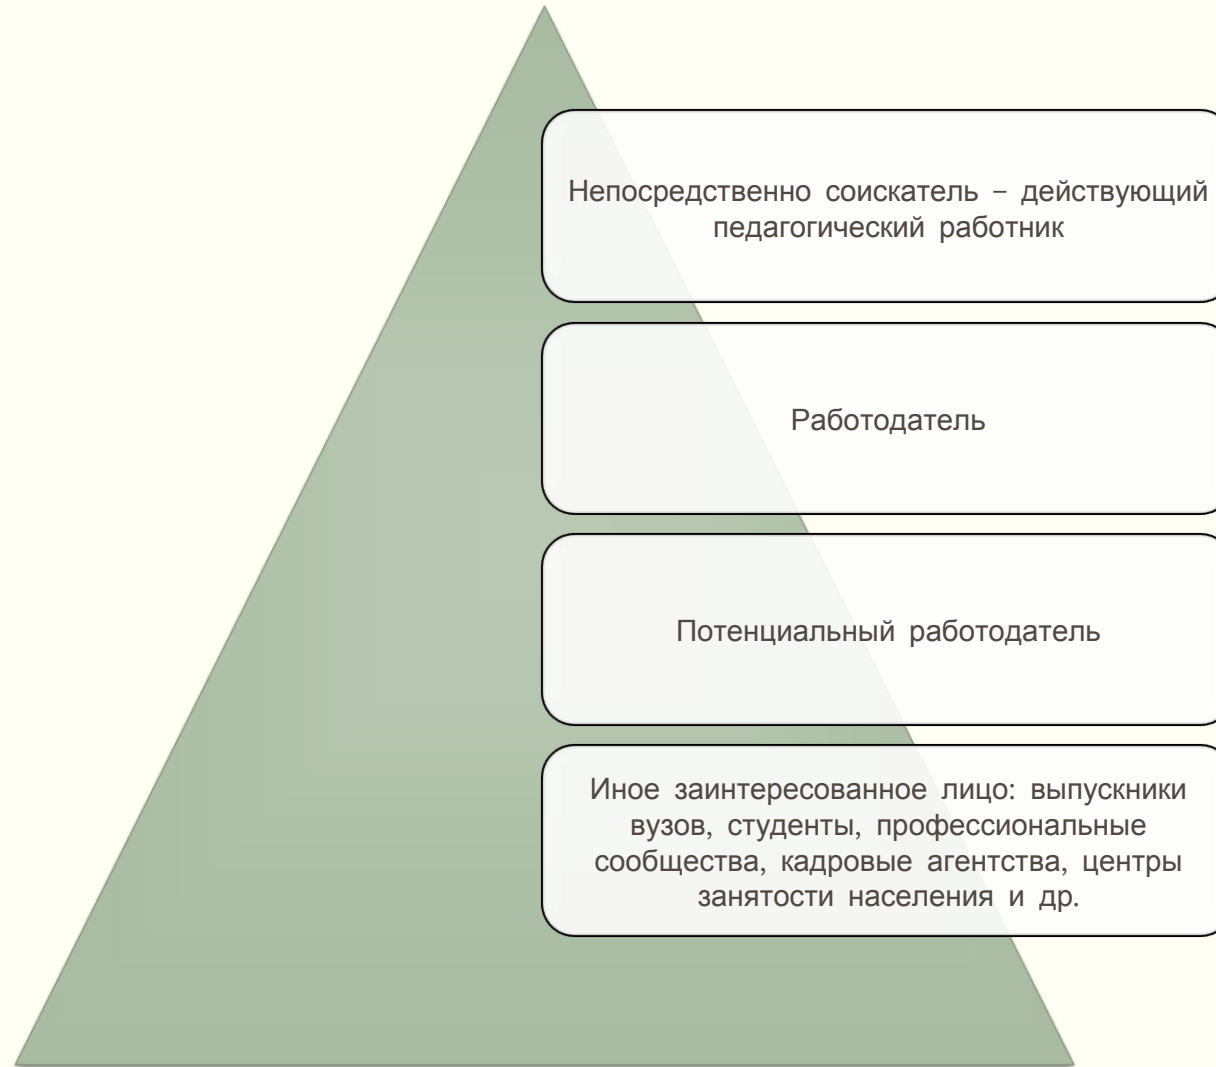 Непосредственно соискатель – действующий
педагогический работник
Работодатель
Потенциальный работодатель
Иное заинтересованное лицо: выпускники
вузов, студенты, профессиональные
сообщества, кадровые агентства, центры
занятости населения и др.